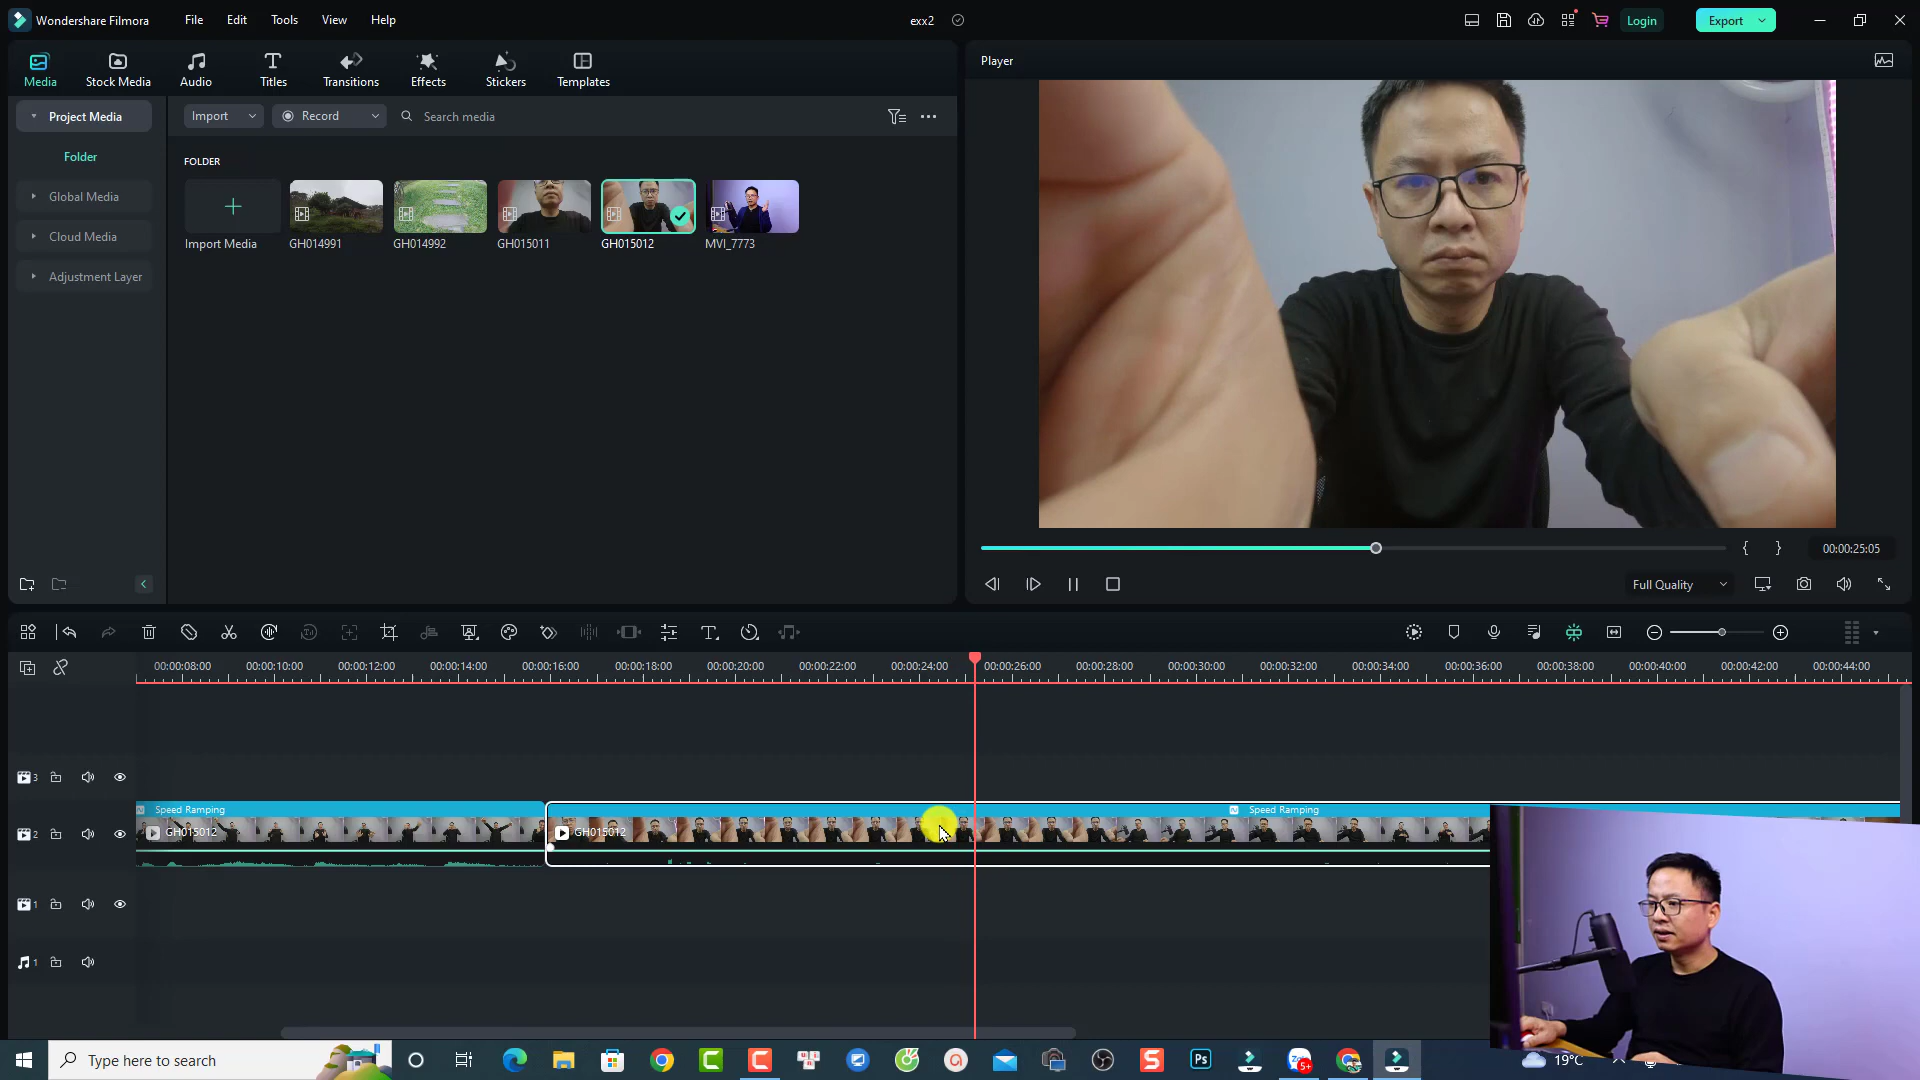 Wondershare Filmora
File
Edit
Tools
View
Help
exx2
Login
Export
Media
Stock Media
Audio
Titles
Transitions
Effects
Stickers
Templates
Player
Project Media
Import
Record
Search media
Folder
FOLDER
Global Media
Cloud Media
Adjustment Layer
Import Media
GH014991
GH014992
GH015011
GH015012
MVI_7773
00:00:25:05
Full Quality
00:00:08:00
00:00:10:00
00:00:12:00
00:00:14:00
00:00:16:00
00:00:18:00
00:00:20:00
00:00:22:00
00:00:24:00
00:00:26:00
00:00:28:00
00:00:30:00
00:00:32:00
00:00:34:00
00:00:36:00
00:00:38:00
00:00:40:00
00:00:42:00
00:00:44:00
3
Speed Ramping
Speed Ramping
2
GH015012
GH015012
1
1
Type here to search
Ps
5+
19°C